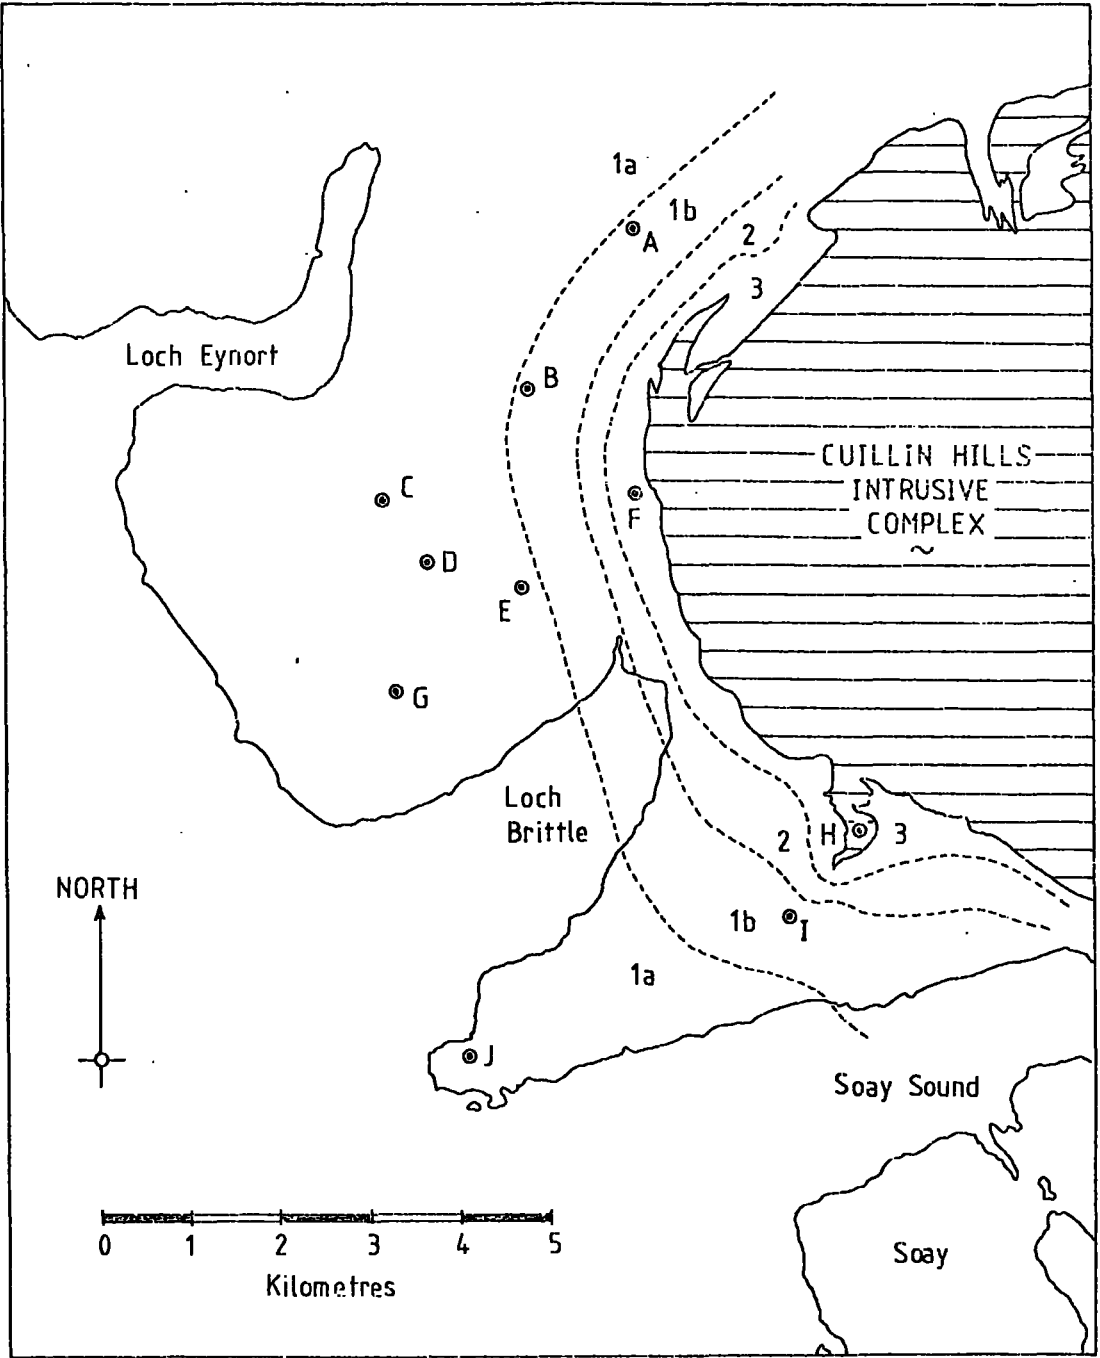 1a
1b
A
2
3
Loch Eynort
B
CUILLIN HILLS
INTRUSIVE
COMPLEX
~
C
F
D
E
G
Loch
Brittle
2
H
3
NORTH
1b
I
1a
J
Soay Sound
0 1 2 3 4 5
Kilometres
Soay